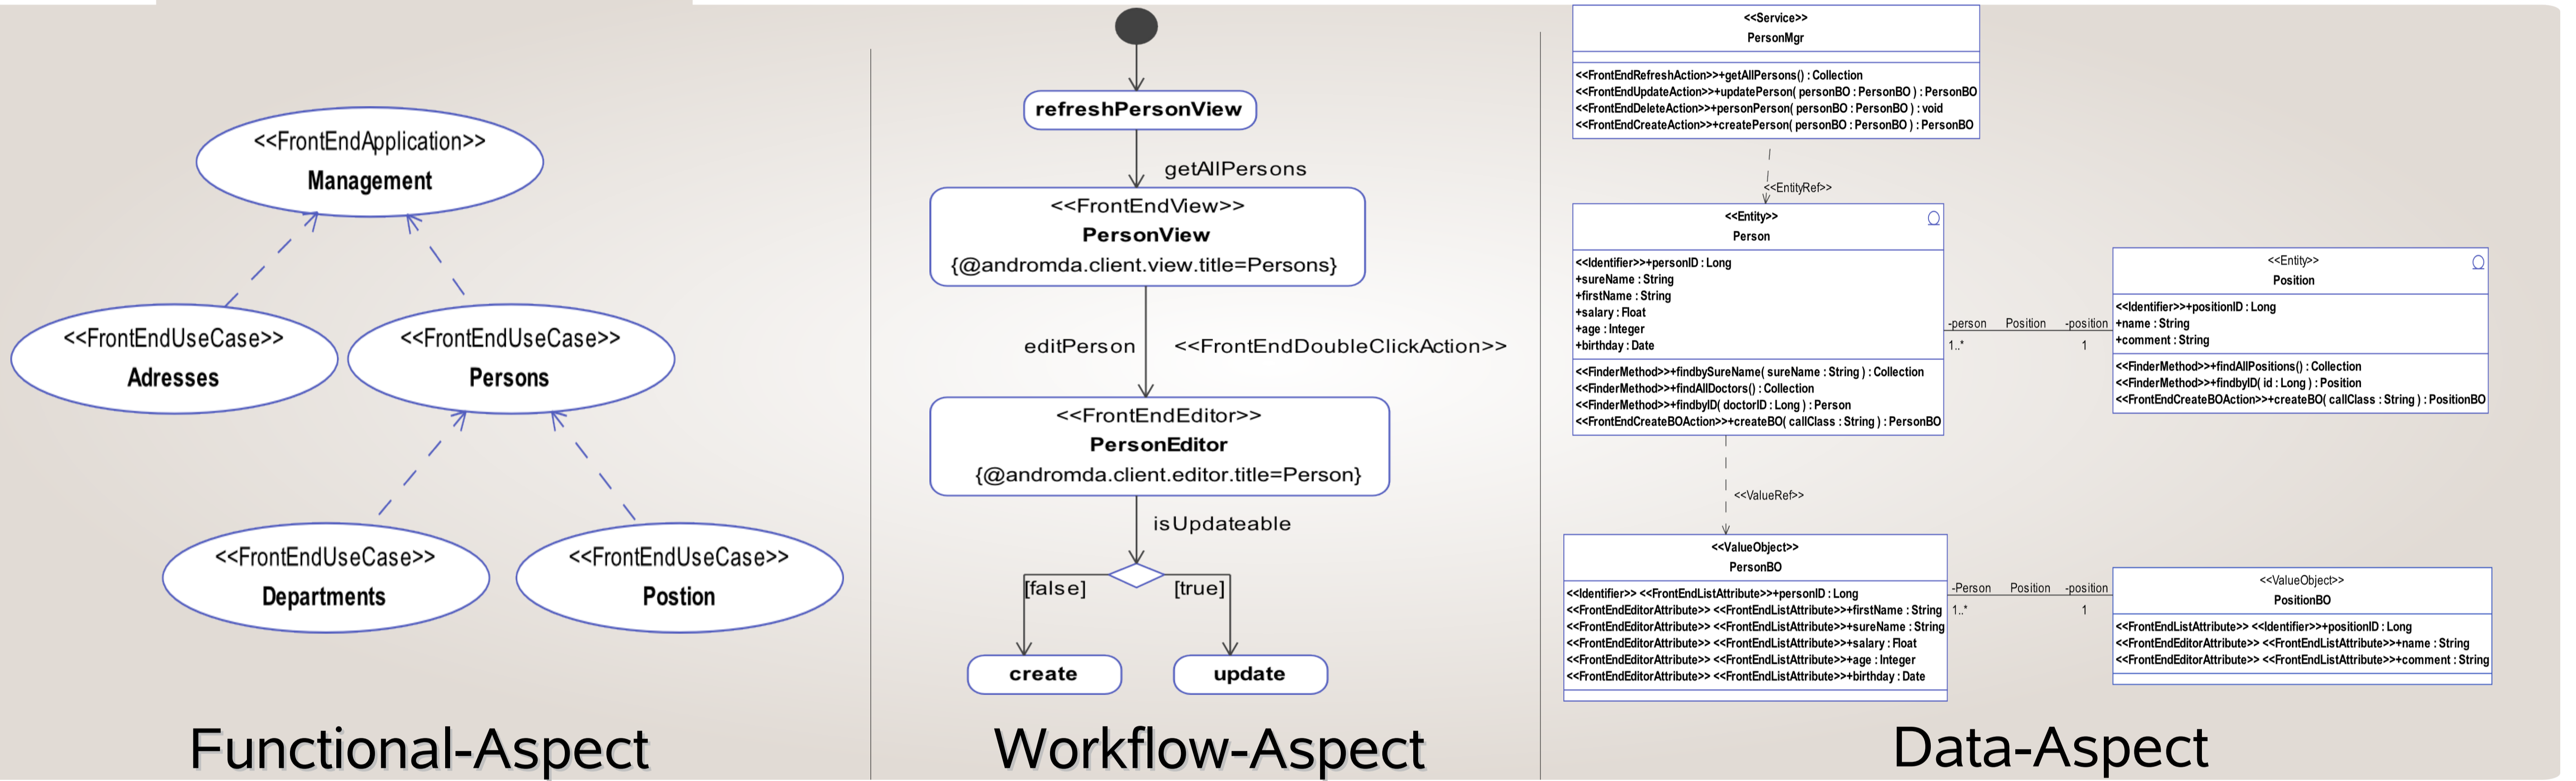 <<FrontEndApplication>>
Management
<<FrontEndUseCase>>
Adresses
<<FrontEndUseCase>>
Persons
<<FrontEndUseCase>>
Departments
<<FrontEndUseCase>>
Postion
Functional-Aspect
refreshPersonView
getAllPersons
<<FrontEndView>>
PersonView
{@andromda.client.view.title=Persons}
editPerson <<FrontEndDoubleClickAction>>
<<FrontEndEditor>>
PersonEditor
{@andromda.client.editor.title=Person}
isUpdateable
[false] [true]
create
update
Workflow-Aspect
<<Service>>
PersonMgr
<<FrontEndRefreshAction>>+getAllPersons() : Collection
<<FrontEndUpdateAction>>+updatePerson( personBO : PersonBO ) : PersonBO
<<FrontEndDeleteAction>>+personPerson( personBO : PersonBO ) : void
<<FrontEndCreateAction>>+createPerson( personBO : PersonBO ) : PersonBO
<<EntityRef>>
<<Entity>>
Person
<<Identifier>>+personID : Long
+sureName : String
+firstName : String
+salary : Float
+age : Integer
+birthday : Date
<<FinderMethod>>+findbySureName( sureName : String ) : Collection
<<FinderMethod>>+findAllDoctors() : Collection
<<FinderMethod>>+findbyID( doctorID : Long ) : Person
<<FrontEndCreateBOAction>>+createBO( callClass : String ) : PersonBO
-person Position -position
1..* 1
<<Entity>>
Position
<<Identifier>>+positionID : Long
+name : String
+comment : String
<<FinderMethod>>+findAllPositions() : Collection
<<FinderMethod>>+findbyID( id : Long ) : Position
<<FrontEndCreateBOAction>>+createBO( callClass : String ) : PositionBO
<<ValueRef>>
<<ValueObject>>
PersonBO
<<Identifier>> <<FrontEndListAttribute>>+personID : Long
<<FrontEndEditorAttribute>> <<FrontEndListAttribute>>+firstName : String
<<FrontEndEditorAttribute>> <<FrontEndListAttribute>>+sureName : String
<<FrontEndEditorAttribute>> <<FrontEndListAttribute>>+salary : Float
<<FrontEndEditorAttribute>> <<FrontEndListAttribute>>+age : Integer
<<FrontEndEditorAttribute>> <<FrontEndListAttribute>>+birthday : Date
-Person Position -position
1..* 1
<<ValueObject>>
PositionBO
<<FrontEndListAttribute>> <<Identifier>>+positionID : Long
<<FrontEndEditorAttribute>> <<FrontEndListAttribute>>+name : String
<<FrontEndEditorAttribute>> <<FrontEndListAttribute>>+comment : String
Data-Aspect